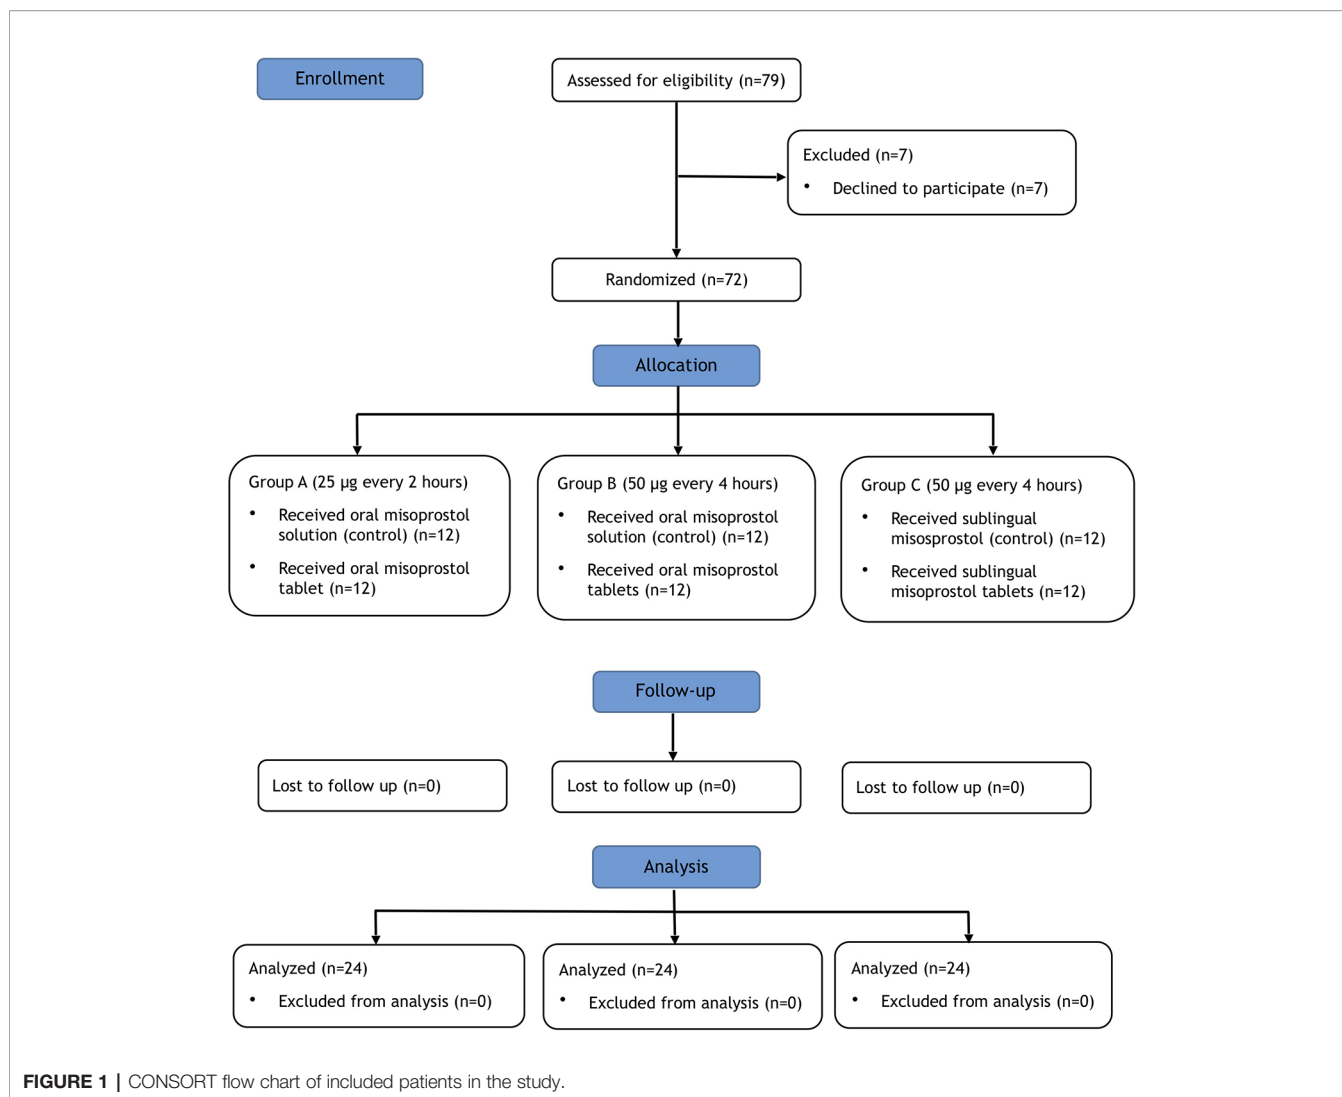 Enrollment
Assessed for eligibility (n=79)
Excluded (n=7)
• Declined to participate (n=7)
Randomized (n=72)
Allocation
Group A (25 µg every 2 hours)
• Received oral misoprostol
solution (control) (n=12)
• Received oral misoprostol
tablet (n=12)
Group B (50 µg every 4 hours)
• Received oral misoprostol
solution (control) (n=12)
• Received oral misoprostol
tablets (n=12)
Group C (50 µg every 4 hours)
• Received sublingual
misosprostol (control) (n=12)
• Received sublingual
misoprostol tablets (n=12)
Follow-up
Lost to follow up (n=0)
Lost to follow up (n=0)
Lost to follow up (n=0)
Analysis
Analyzed (n=24)
• Excluded from analysis (n=0)
Analyzed (n=24)
• Excluded from analysis (n=0)
Analyzed (n=24)
• Excluded from analysis (n=0)
FIGURE 1 | CONSORT flow chart of included patients in the study.